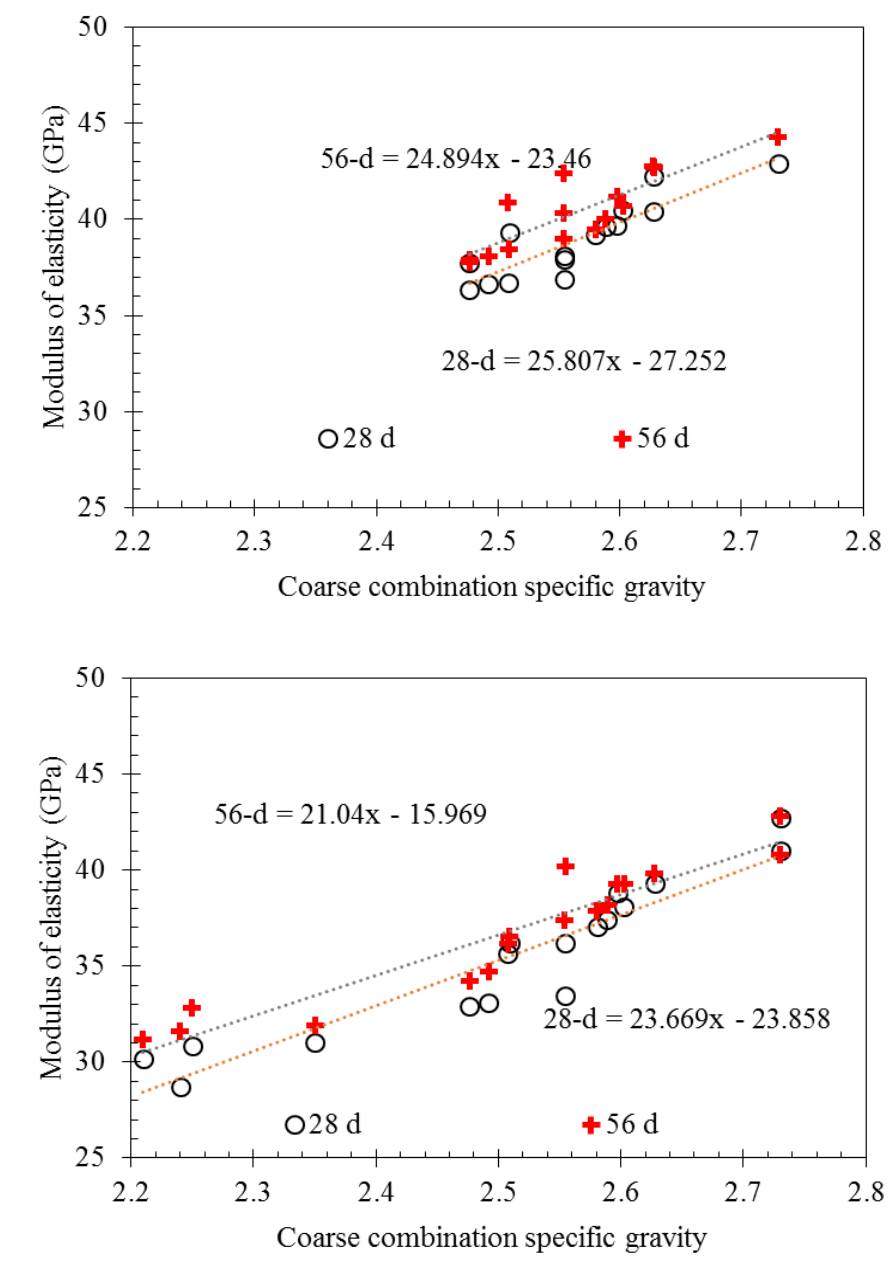 50
45
40
35
30
25
Modulus of elasticity (GPa)
56-d = 24.894x - 23.46
28-d = 25.807x - 27.252
28 d
56 d
2.2 2.3 2.4 2.5 2.6 2.7 2.8
Coarse combination specific gravity
50
45
40
35
30
25
Modulus of elasticity (GPa)
56-d = 21.04x - 15.969
28-d = 23.669x - 23.858
28 d
56 d
2.2 2.3 2.4 2.5 2.6 2.7 2.8
Coarse combination specific gravity